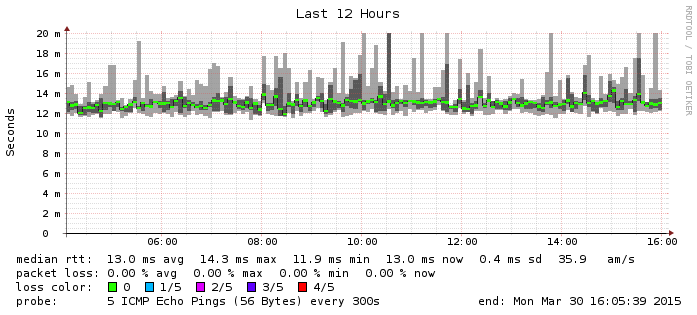 Last 12 Hours
RRDTOOL / TOBI OETIKER
Seconds
20 m
18 m
16 m
14 m
12 m
10 m
8 m
6 m
4 m
2 m
0
06:00 08:00 10:00 12:00 14:00 16:00
median rtt: 13.0 ms avg 14.3 ms max 11.9 ms min 13.0 ms now 0.4 ms sd 35.9 am/s
packet loss: 0.00 % avg 0.00 % max 0.00 % min 0.00 % now
loss color: 0 1/5 2/5 3/5 4/5
probe: 5 ICMP Echo Pings (56 Bytes) every 300s end: Mon Mar 30 16:05:39 2015